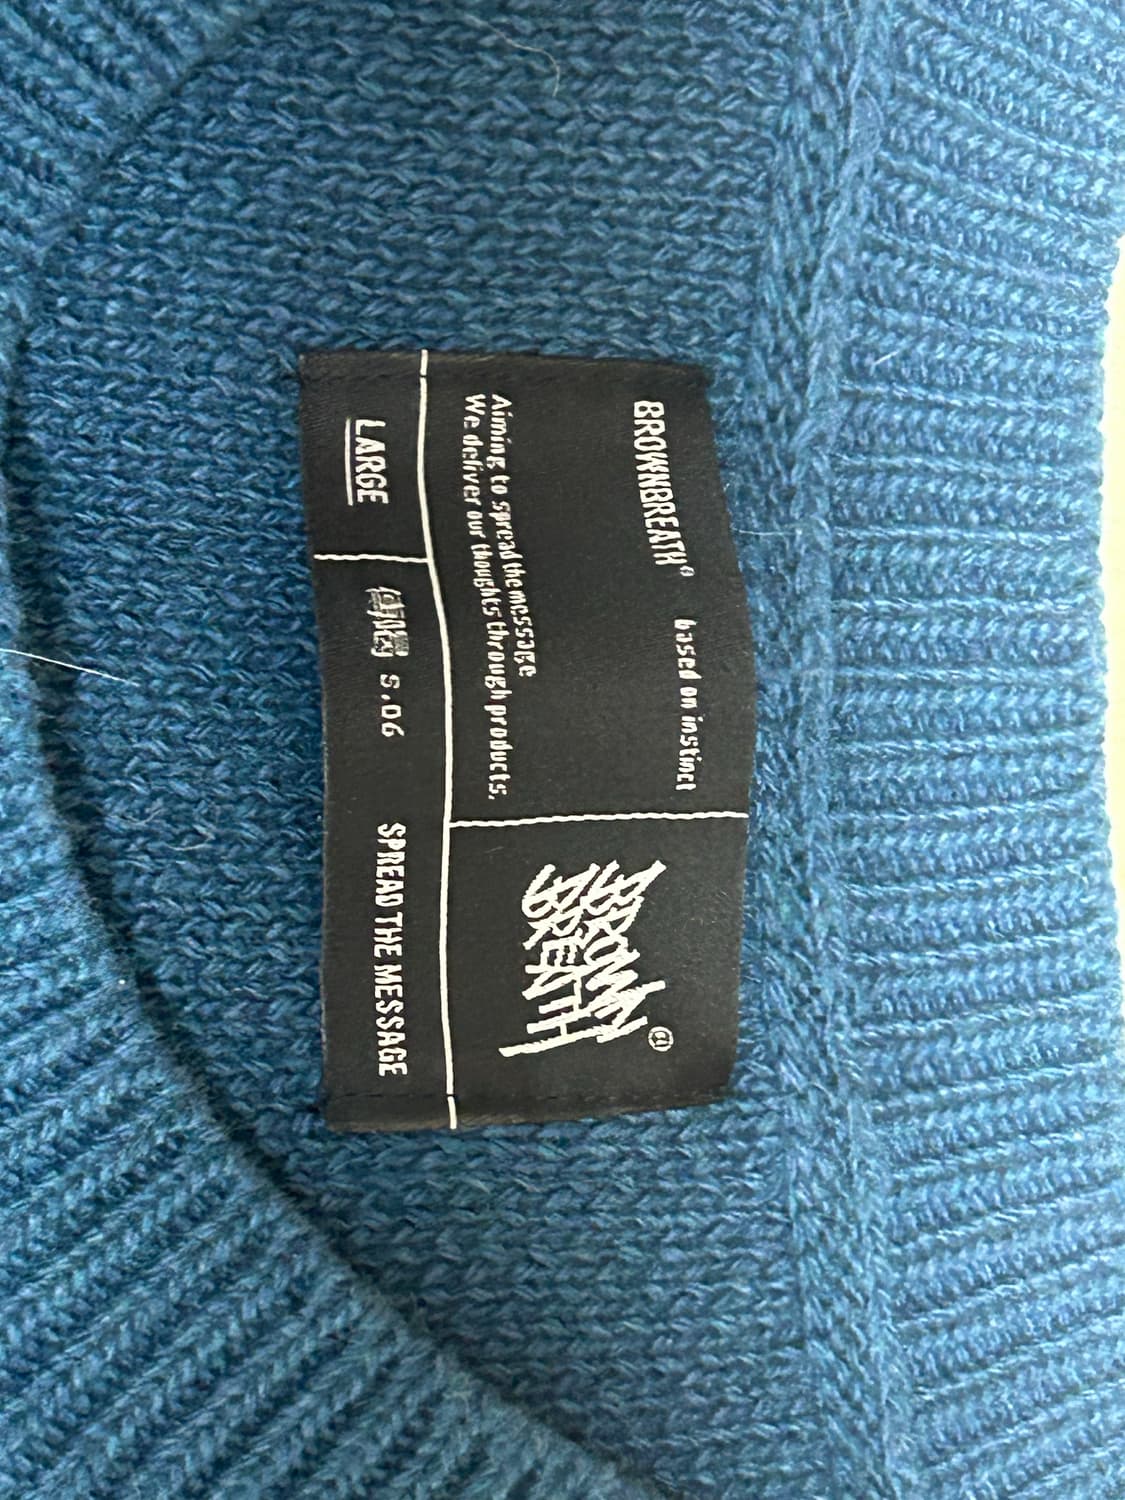 BROWNBREATH®
based on instinct
Aiming to spread the message
We deliver our thoughts through products.
BROWN
BREATH ®
LARGE
S.06
SPREAD THE MESSAGE